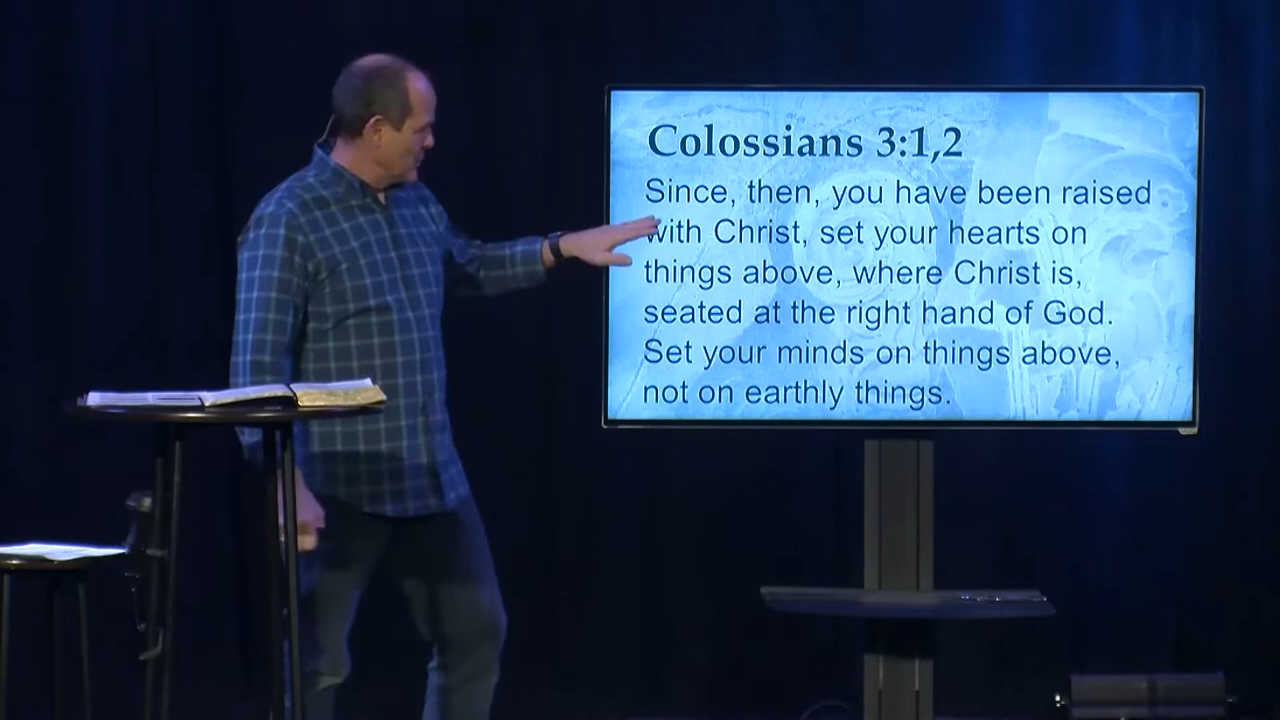 Colossians 3:1,2
Since, then, you have been raised
with Christ, set your hearts on
things above, where Christ is,
seated at the right hand of God.
Set your minds on things above,
not on earthly things.